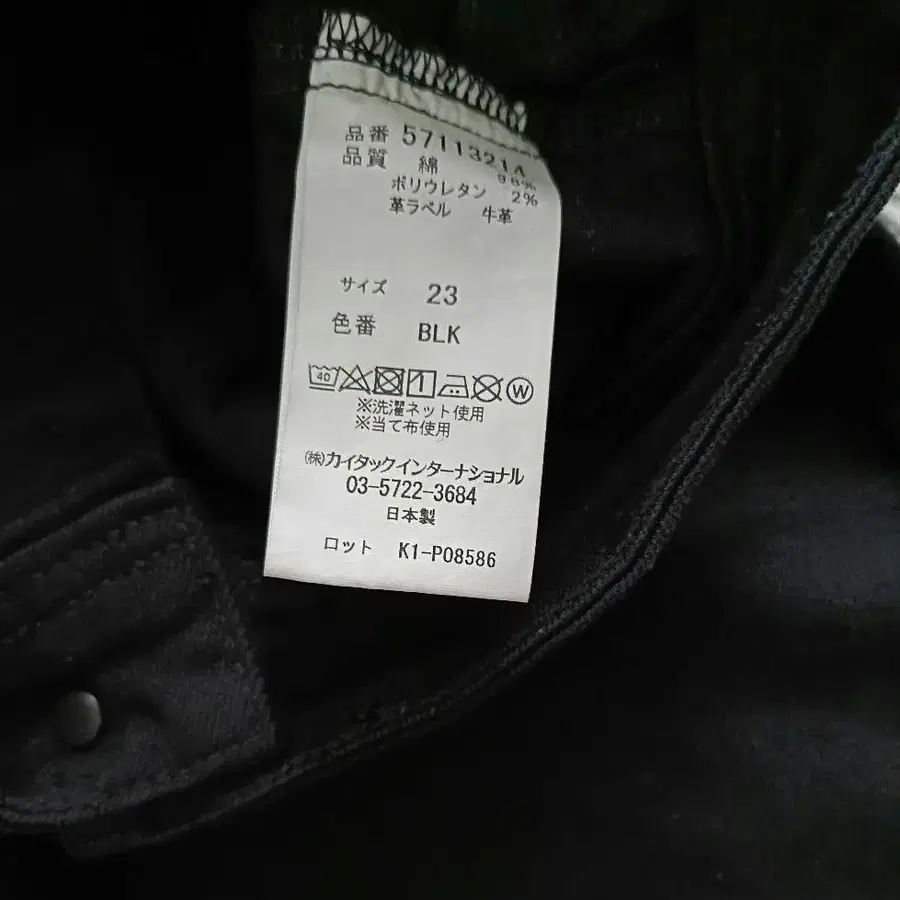 品番 5711321A
品質 綿 98%
ポリウレタン 2%
革ラベル 牛革
サイズ 23
色番 BLK
40 W
※洗濯ネット使用
※当て布使用
㈱カイタックインターナショナル
03-5722-3684
日本製
ロット K1-P08586